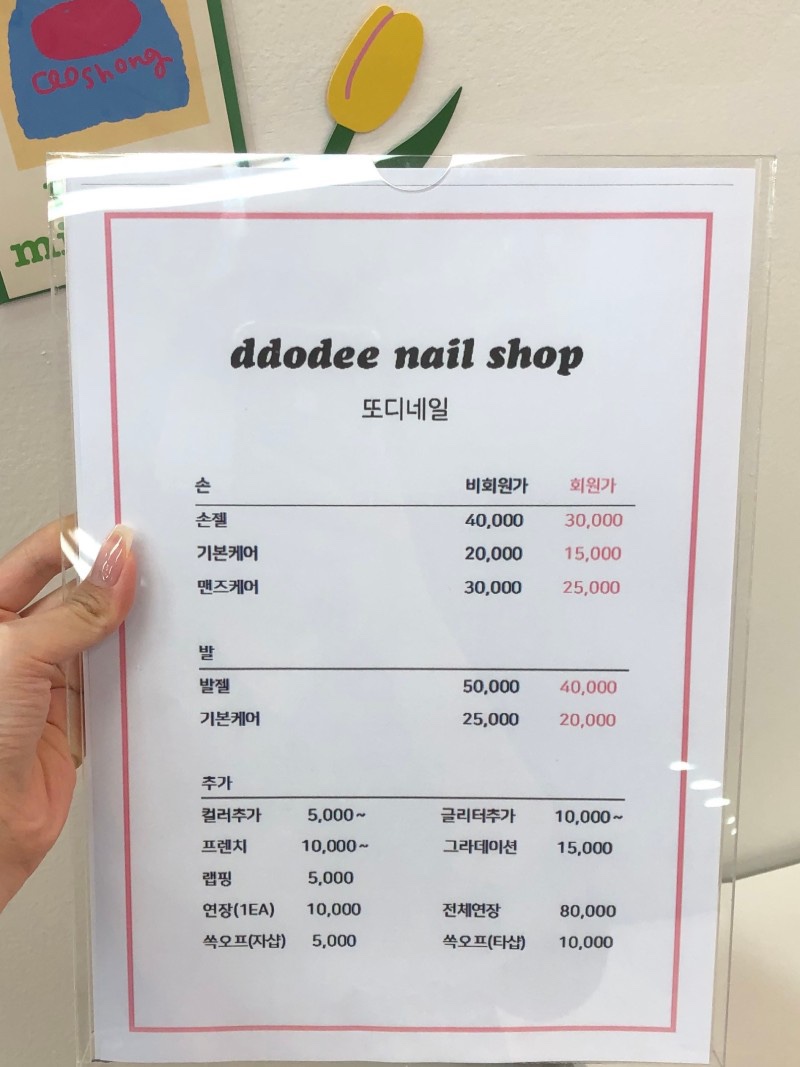 ceoshong
mi
ddodee nail shop
또디네일
손 비회원가 회원가
손젤 40,000 30,000
기본케어 20,000 15,000
맨즈케어 30,000 25,000
발
발젤 50,000 40,000
기본케어 25,000 20,000
추가
컬러추가 5,000~ 글리터추가 10,000~
프렌치 10,000~ 그라데이션 15,000
랩핑 5,000
연장(1EA) 10,000 전체연장 80,000
쏙오프(자샵) 5,000 쏙오프(타샵) 10,000